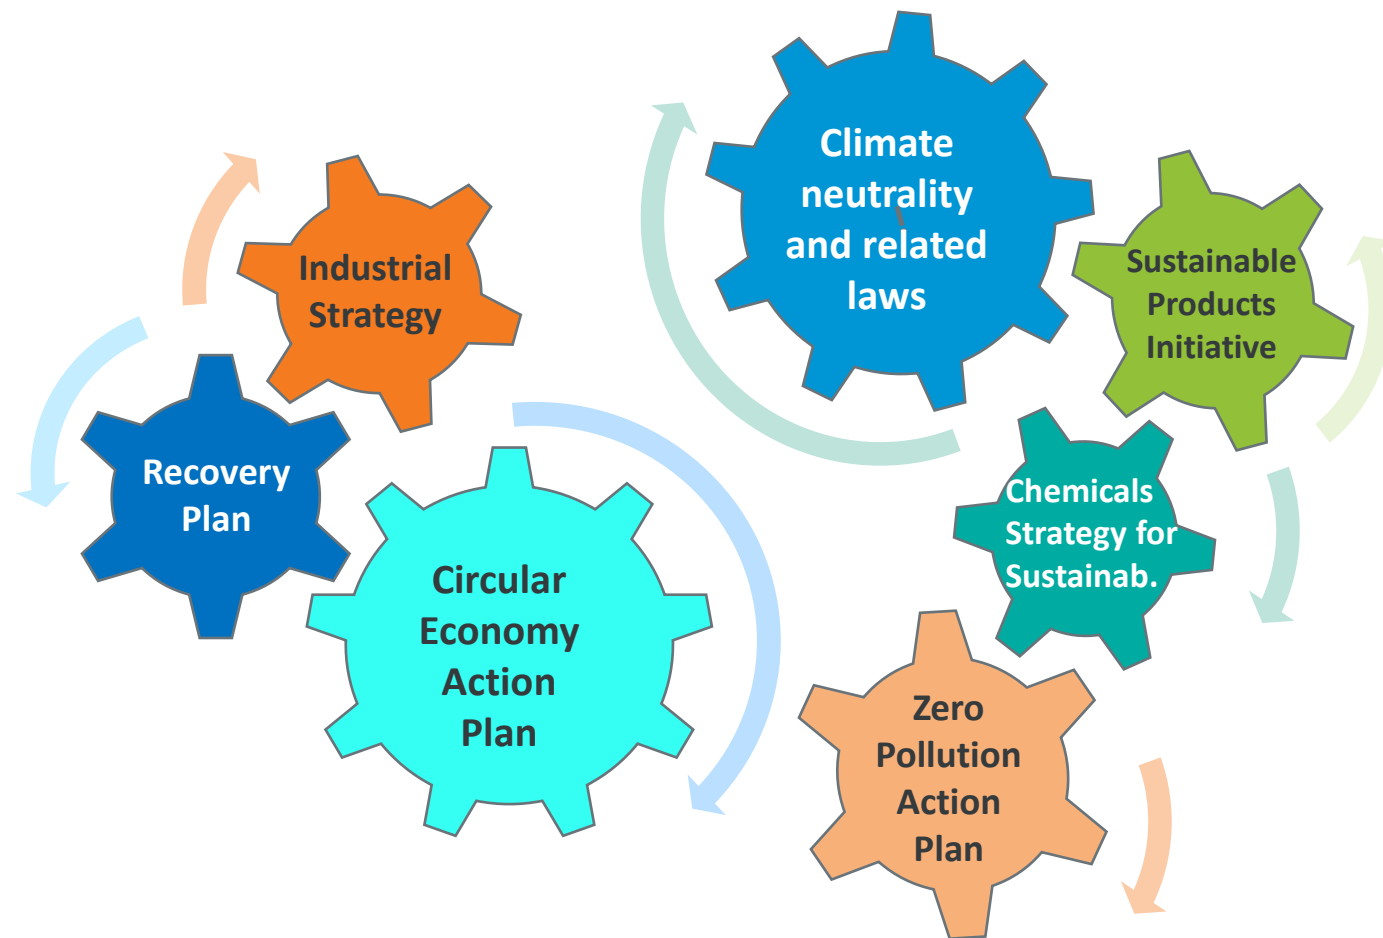 Climate
neutrality
and related
laws
Industrial
Strategy
Sustainable
Products
Initiative
Recovery
Plan
Chemicals
Strategy for
Sustainab.
Circular
Economy
Action
Plan
Zero
Pollution
Action
Plan